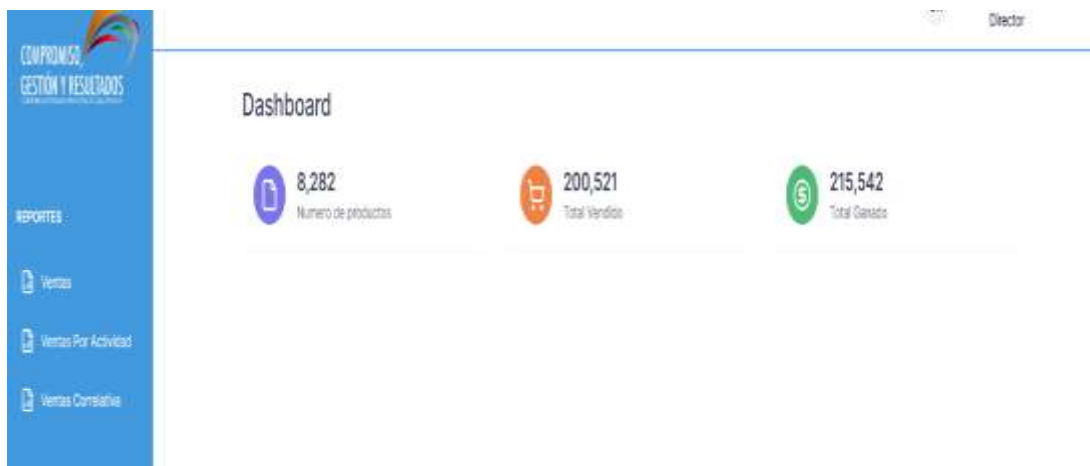 COMPROMISO,
GESTIÓN Y RESULTADOS
Director
Dashboard
8,282
Numero de productos
200,521
Total Vendido
215,542
Total Ganado
REPORTES
Ventas
Ventas Por Actividad
Ventas Correlativa